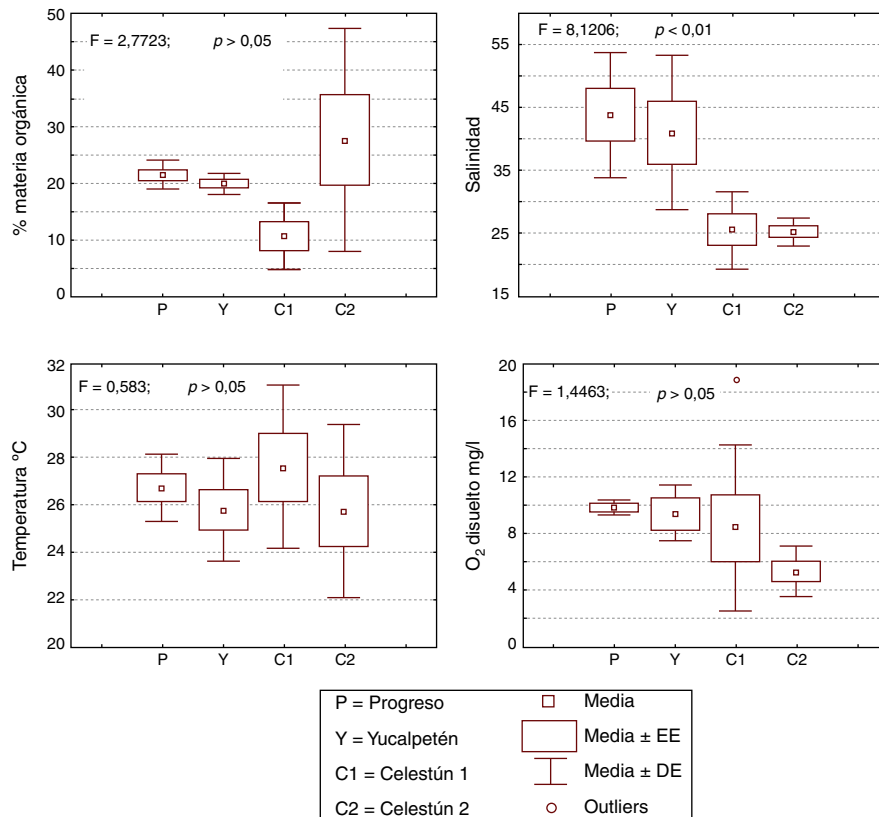 F = 2,7723; p > 0,05
% materia orgánica
50
40
30
20
10
0
P Y C1 C2
F = 8,1206; p < 0,01
Salinidad
55
45
35
25
15
P Y C1 C2
F = 0,583; p > 0,05
Temperatura ºC
32
30
28
26
24
22
20
P Y C1 C2
F = 1,4463; p > 0,05
O₂ disuelto mg/l
20
16
12
8
4
0
P Y C1 C2
P = Progreso
Y = Yucalpetén
C1 = Celestún 1
C2 = Celestún 2
Media
Media ± EE
Media ± DE
Outliers